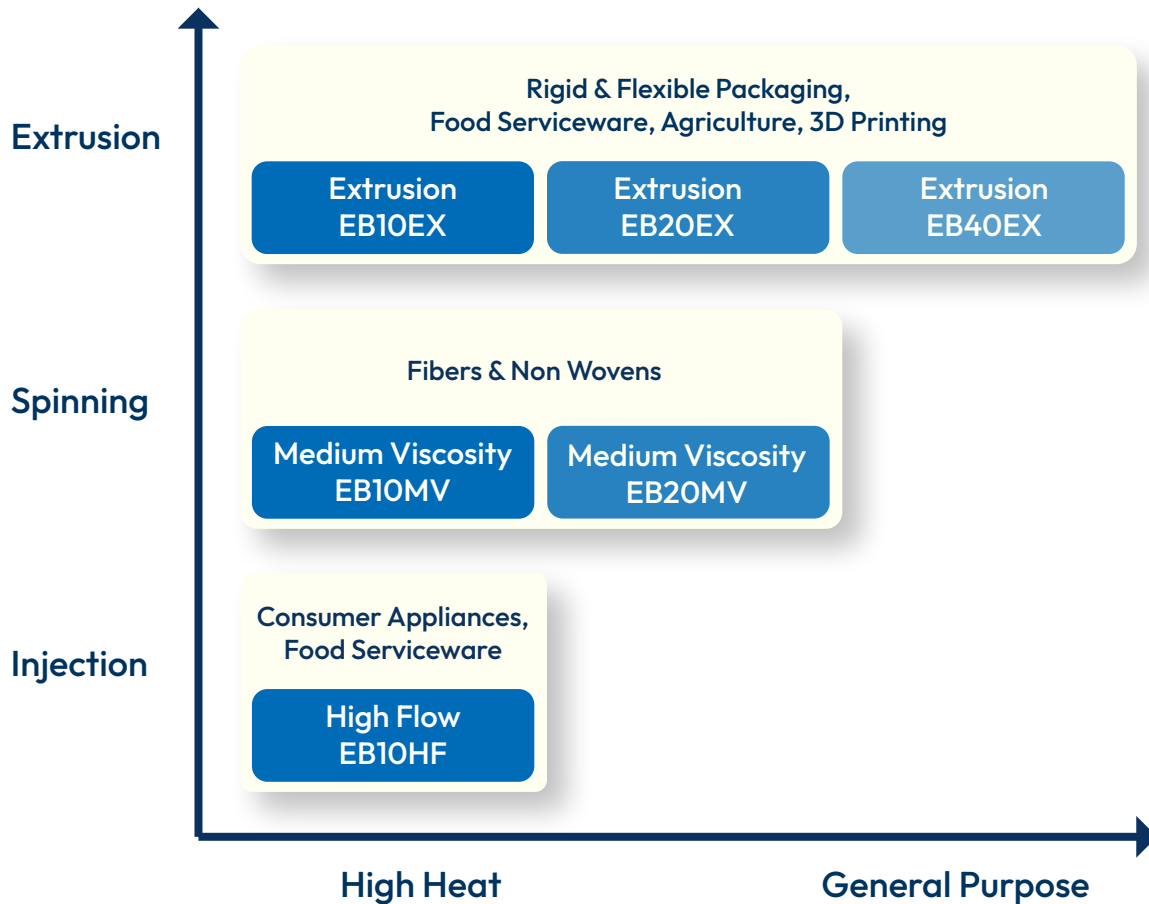 Extrusion
Rigid & Flexible Packaging,
Food Serviceware, Agriculture, 3D Printing
Extrusion
EB10EX
Extrusion
EB20EX
Extrusion
EB40EX
Spinning
Fibers & Non Wovens
Medium Viscosity
EB10MV
Medium Viscosity
EB20MV
Injection
Consumer Appliances,
Food Serviceware
High Flow
EB10HF
High Heat
General Purpose